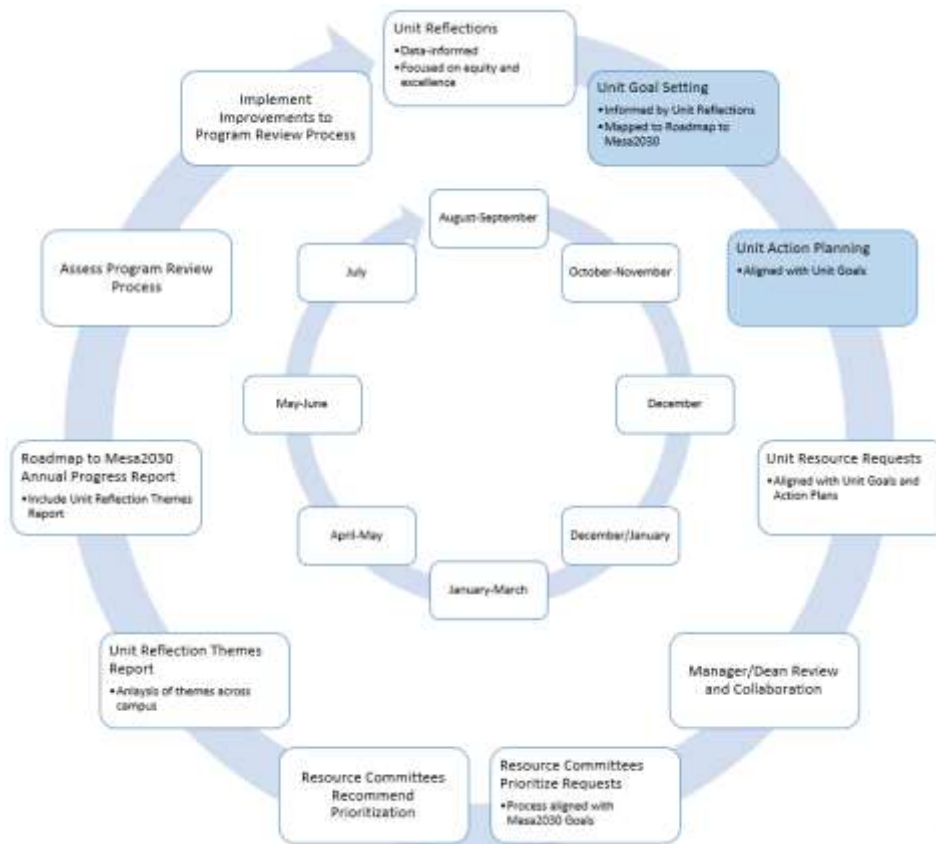 Unit Reflections
•Data-informed
•Focused on equity and
excellence
Unit Goal Setting
•Informed by Unit Reflections
•Mapped to Roadmap to
Mesa2030
Unit Action Planning
•Aligned with Unit Goals
Unit Resource Requests
•Aligned with Unit Goals and
Action Plans
Manager/Dean Review
and Collaboration
Resource Committees
Prioritize Requests
•Process aligned with
Mesa2030 Goals
Resource Committees
Recommend
Prioritization
Unit Reflection Themes
Report
•Anlaysis of themes across
campus
Roadmap to Mesa2030
Annual Progress Report
•Include Unit Reflection Themes
Report
Assess Program Review
Process
Implement
Improvements to
Program Review Process
August-September
October-November
December
December/January
January-March
April-May
May-June
July